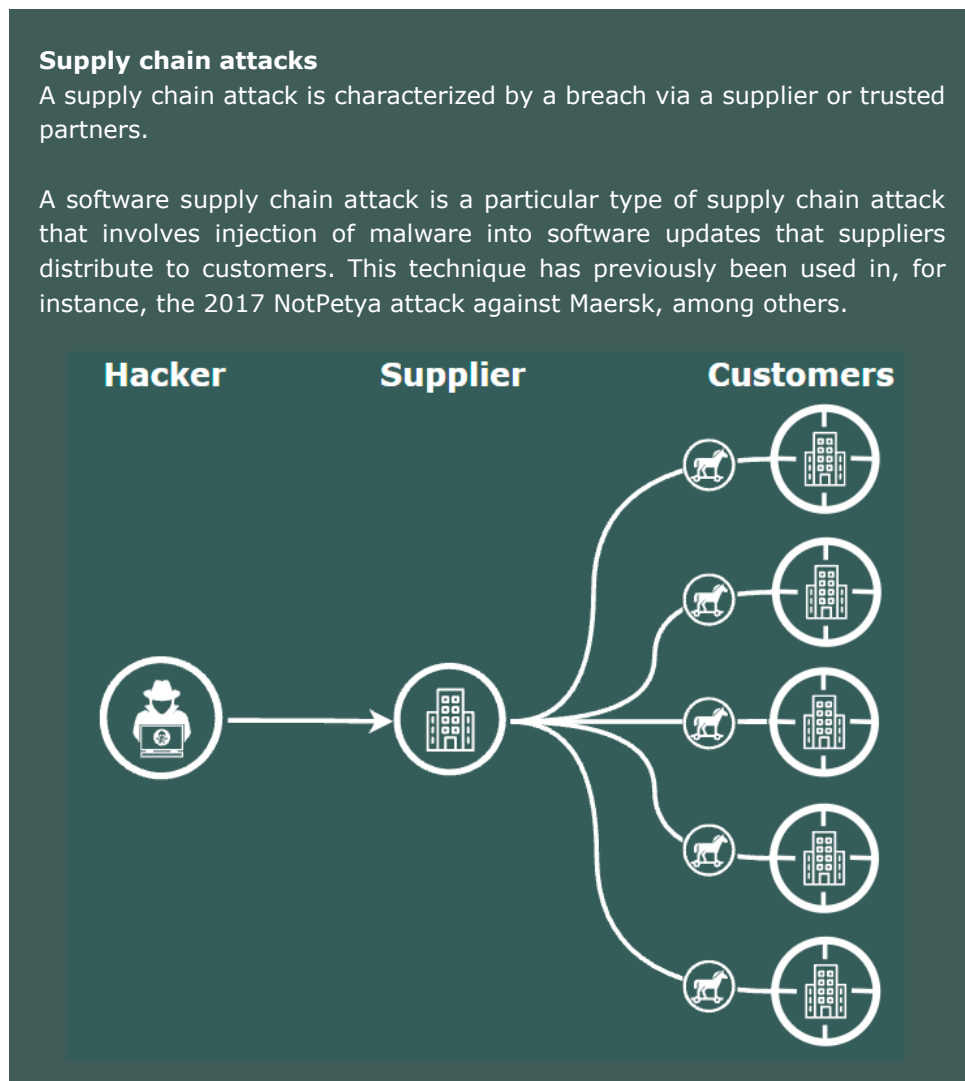 Supply chain attacks
A supply chain attack is characterized by a breach via a supplier or trusted
partners.
A software supply chain attack is a particular type of supply chain attack
that involves injection of malware into software updates that suppliers
distribute to customers. This technique has previously been used in, for
instance, the 2017 NotPetya attack against Maersk, among others.
Hacker Supplier Customers